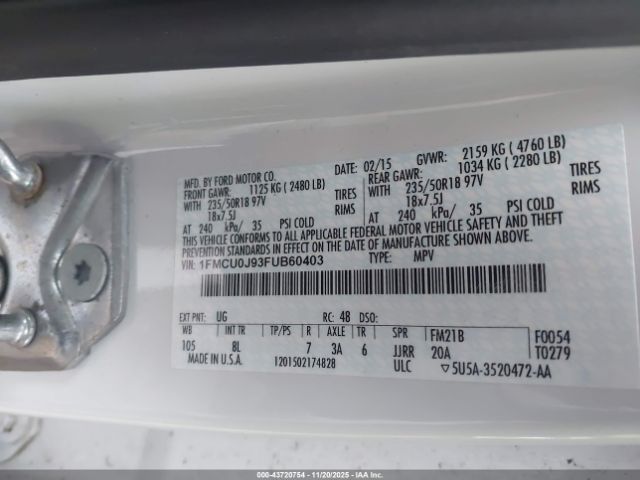 MFD. BY FORD MOTOR CO.
DATE: 02/15 GVWR: 2159 KG ( 4760 LB)
FRONT GAWR: 1125 KG ( 2480 LB) REAR GAWR: 1034 KG ( 2280 LB)
WITH 235/50R18 97V TIRES WITH 235/50R18 97V TIRES
18x7.5J RIMS 18x7.5J RIMS
AT 240 kPa/ 35 PSI COLD AT 240 kPa/ 35 PSI COLD
THIS VEHICLE CONFORMS TO ALL APPLICABLE FEDERAL MOTOR VEHICLE SAFETY AND THEFT
PREVENTION STANDARDS IN EFFECT ON THE DATE OF MANUFACTURE SHOWN ABOVE.
VIN: 1FMCU0J93FUB60403 TYPE: MPV
EXT PNT: UG RC: 48 DSO:
WB INT TR TP/PS R AXLE TR SPR FM21B F0054
105 8L 7 3A 6 JJRR 20A T0279
MADE IN U.S.A. 1201502174828 ULC ▽5U5A-3520472-AA
000-43720754 - 11/20/2025 - IAA, Inc.